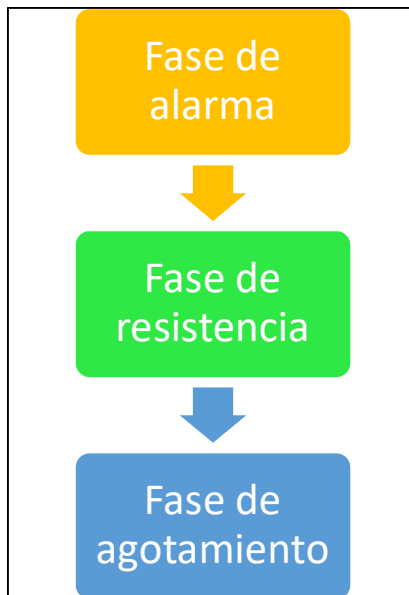 Fase de
alarma
Fase de
resistencia
Fase de
agotamiento